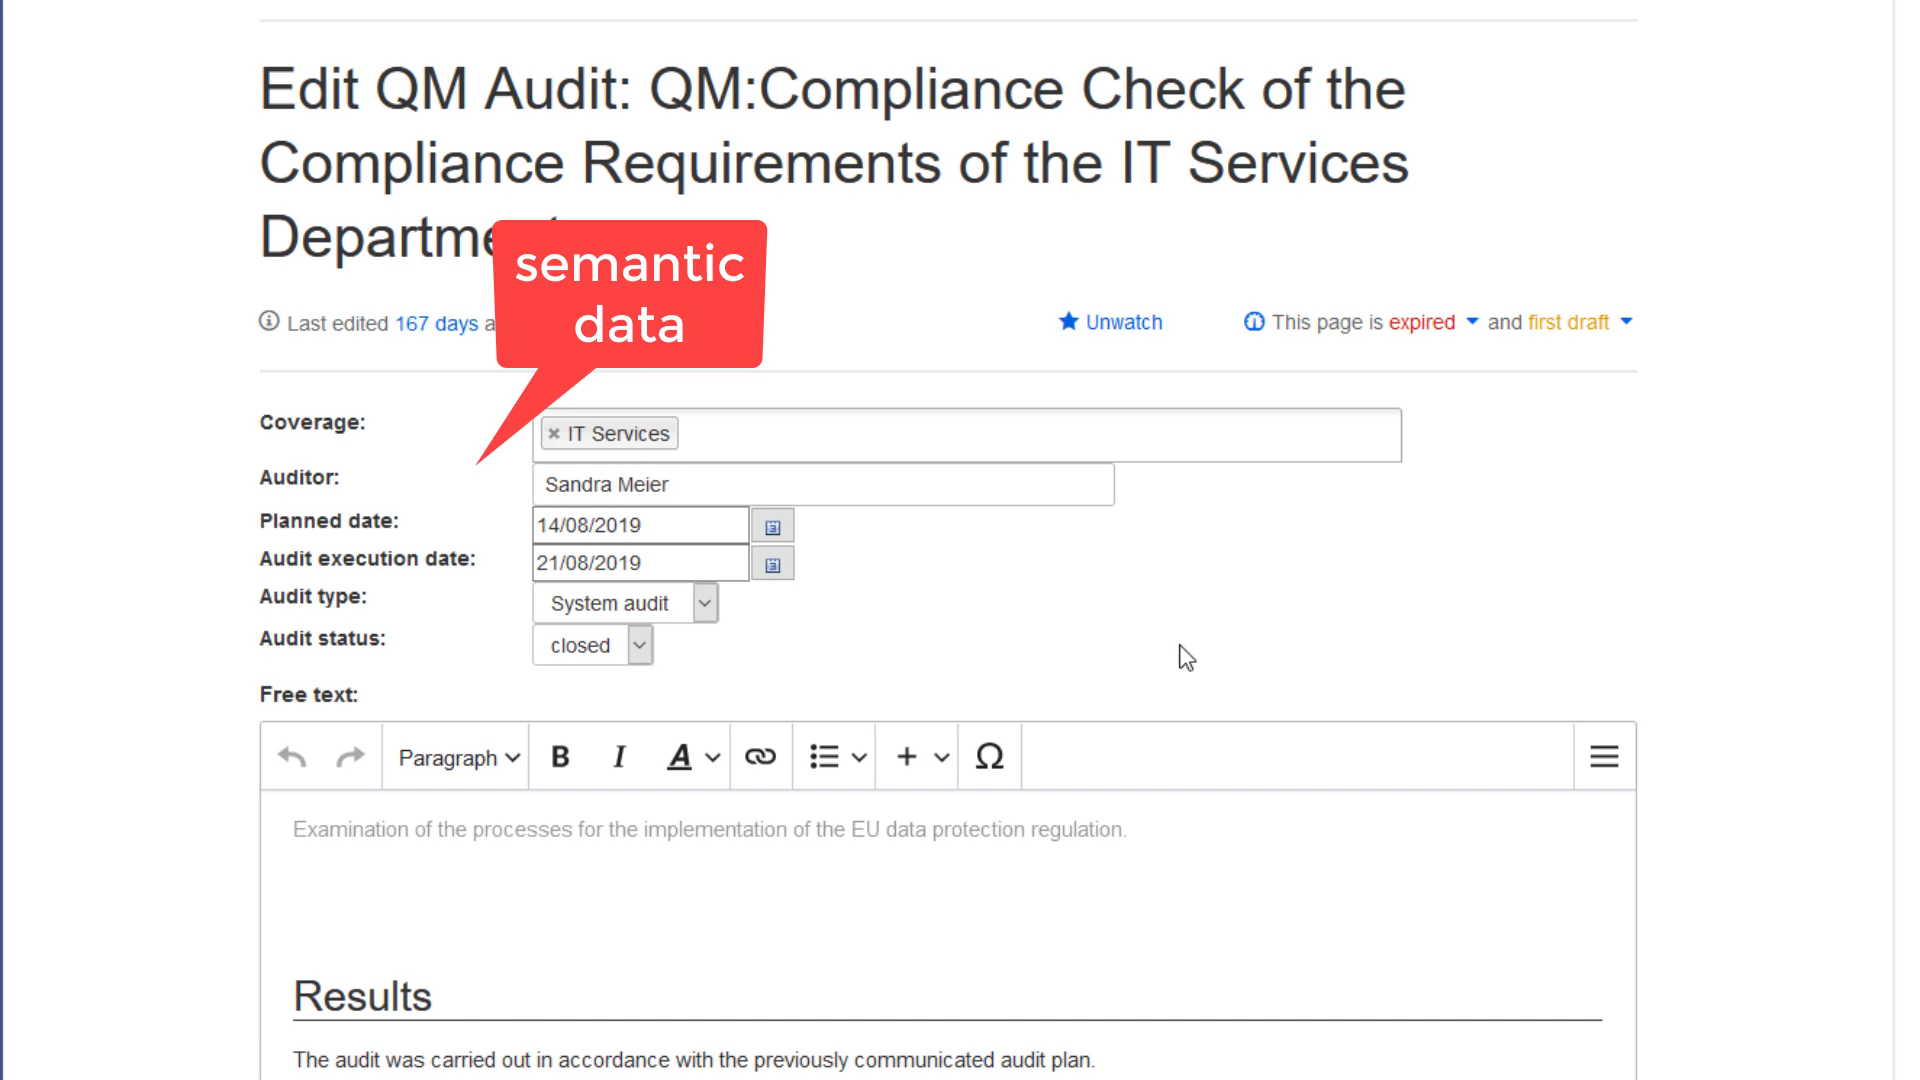 Edit QM Audit: QM:Compliance Check of the
Compliance Requirements of the IT Services
semantic
data
Last edited 167 days
Unwatch
This page is expired and first draft
Coverage:
IT Services
Auditor:
Sandra Meier
Planned date:
14/08/2019
Audit execution date:
21/08/2019
Audit type:
System audit
Audit status:
closed
Free text:
Paragraph
B I A + Ω
Examination of the processes for the implementation of the EU data protection regulation.
Results
The audit was carried out in accordance with the previously communicated audit plan.